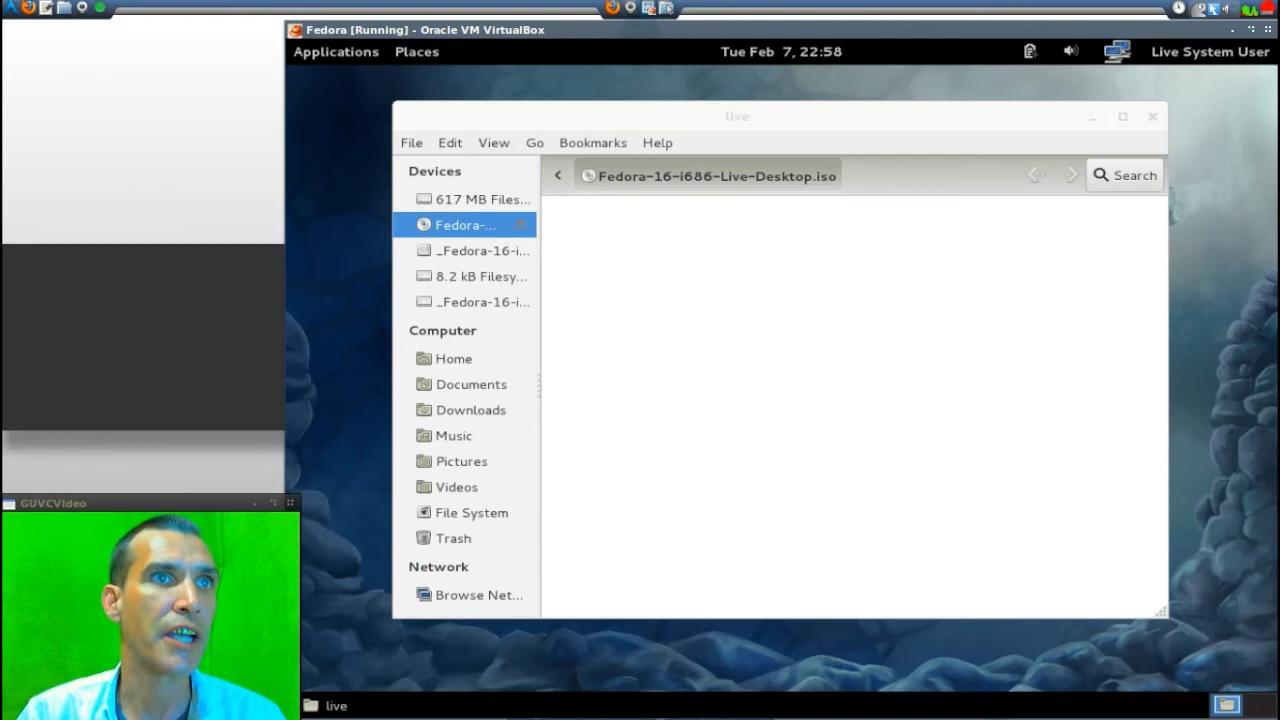 Fedora [Running] - Oracle VM VirtualBox
Applications Places Tue Feb 7, 22:58 Live System User
live
File Edit View Go Bookmarks Help
Devices
Fedora-16-i686-Live-Desktop.iso Search
617 MB Files...
Fedora-...
_Fedora-16-i...
8.2 kB Filesy...
_Fedora-16-i...
Computer
Home
Documents
Downloads
Music
Pictures
Videos
File System
Trash
Network
Browse Net...
GUVCVideo
live